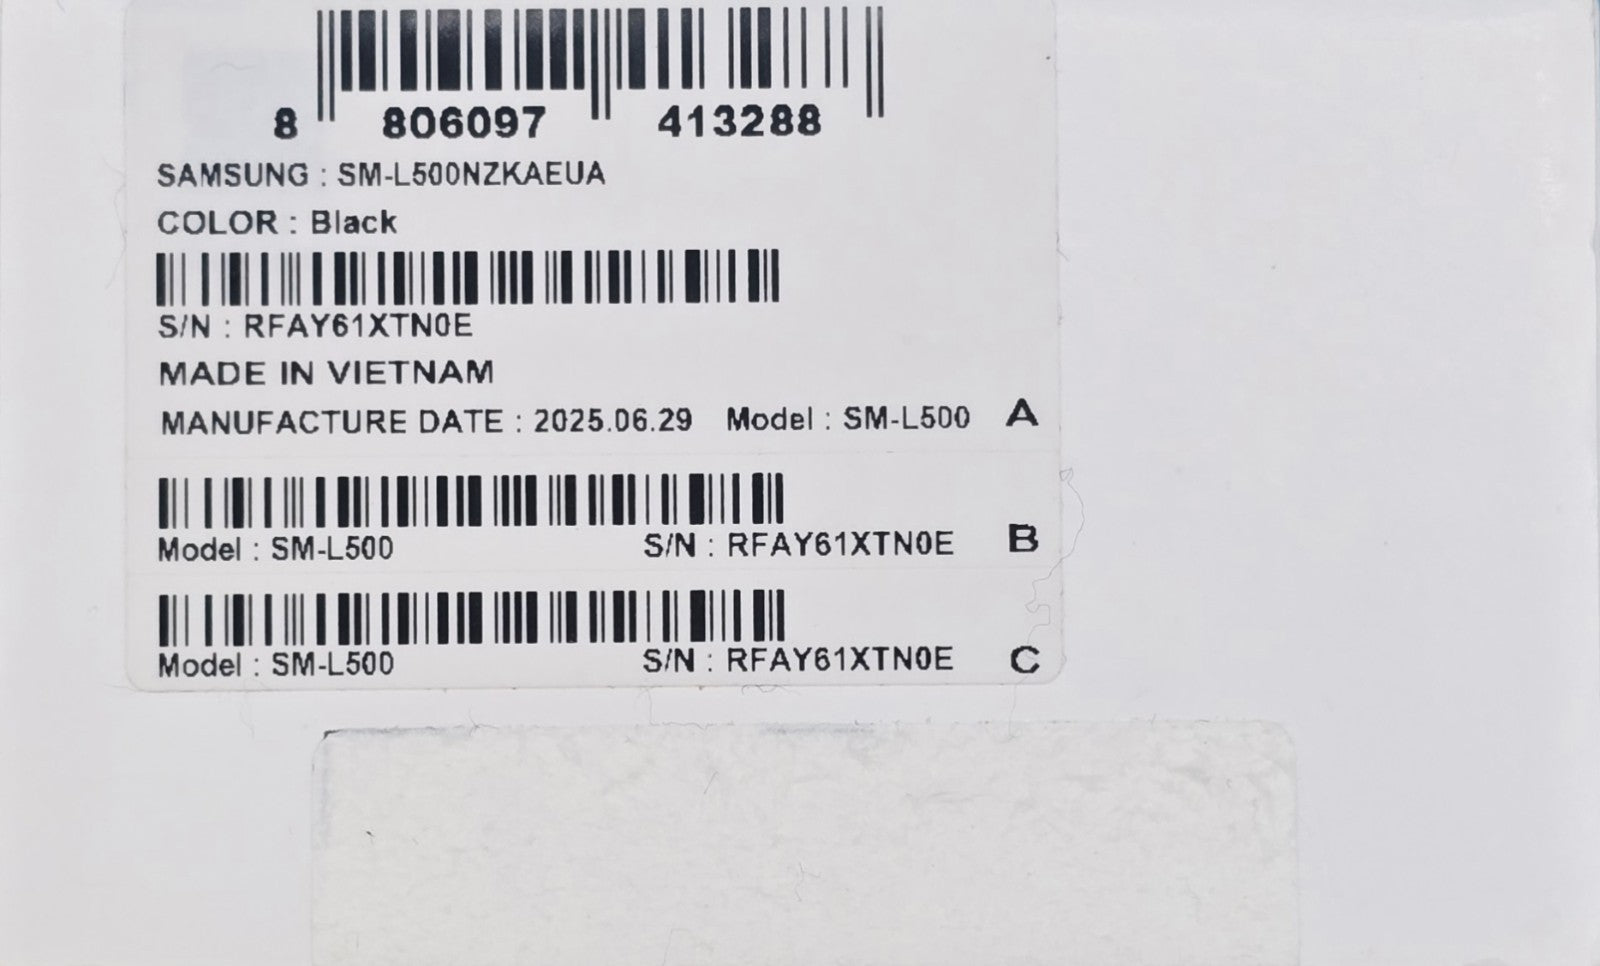 8 806097 413288
SAMSUNG : SM-L500NZKAEUA
COLOR : Black
S/N : RFAY61XTN0E
MADE IN VIETNAM
MANUFACTURE DATE : 2025.06.29 Model : SM-L500 A
Model : SM-L500 S/N : RFAY61XTN0E B
Model : SM-L500 S/N : RFAY61XTN0E C